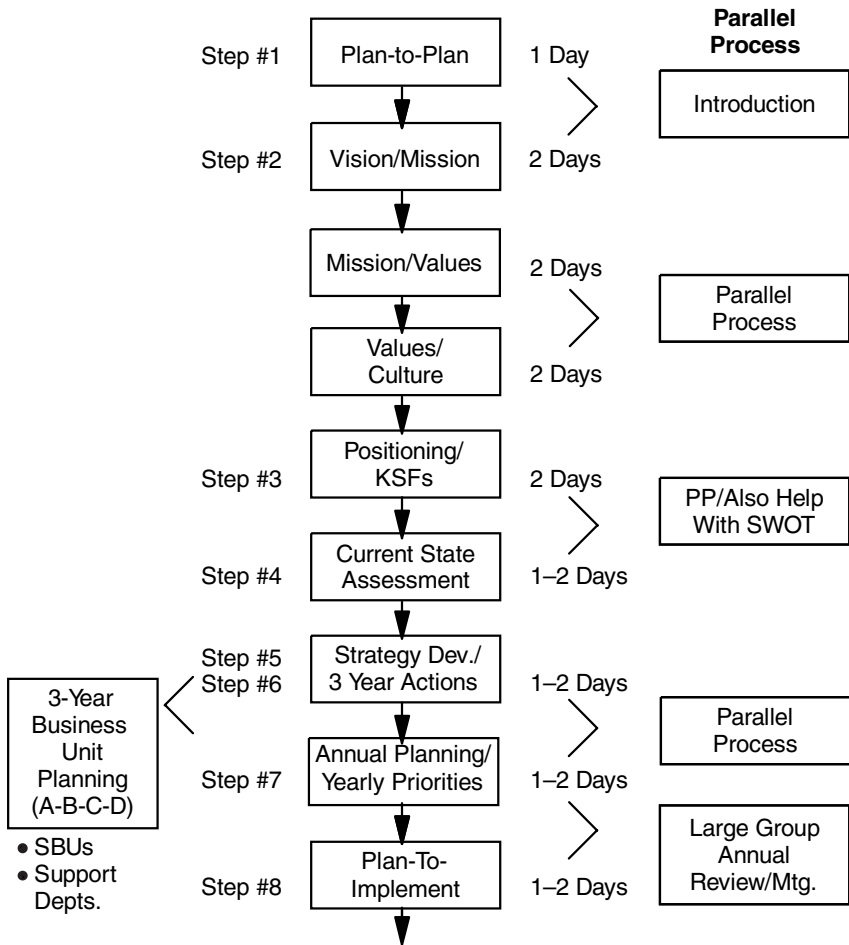 Parallel
Process
Step #1
Plan-to-Plan
1 Day
Introduction
Step #2
Vision/Mission
2 Days
Mission/Values
2 Days
Parallel
Process
Values/
Culture
2 Days
Step #3
Positioning/
KSFs
2 Days
PP/Also Help
With SWOT
Step #4
Current State
Assessment
1–2 Days
Step #5
Step #6
Strategy Dev./
3 Year Actions
1–2 Days
3-Year
Business
Unit
Planning
(A-B-C-D)
• SBUs
• Support
Depts.
Parallel
Process
Step #7
Annual Planning/
Yearly Priorities
1–2 Days
Large Group
Annual
Review/Mtg.
Step #8
Plan-To-
Implement
1–2 Days